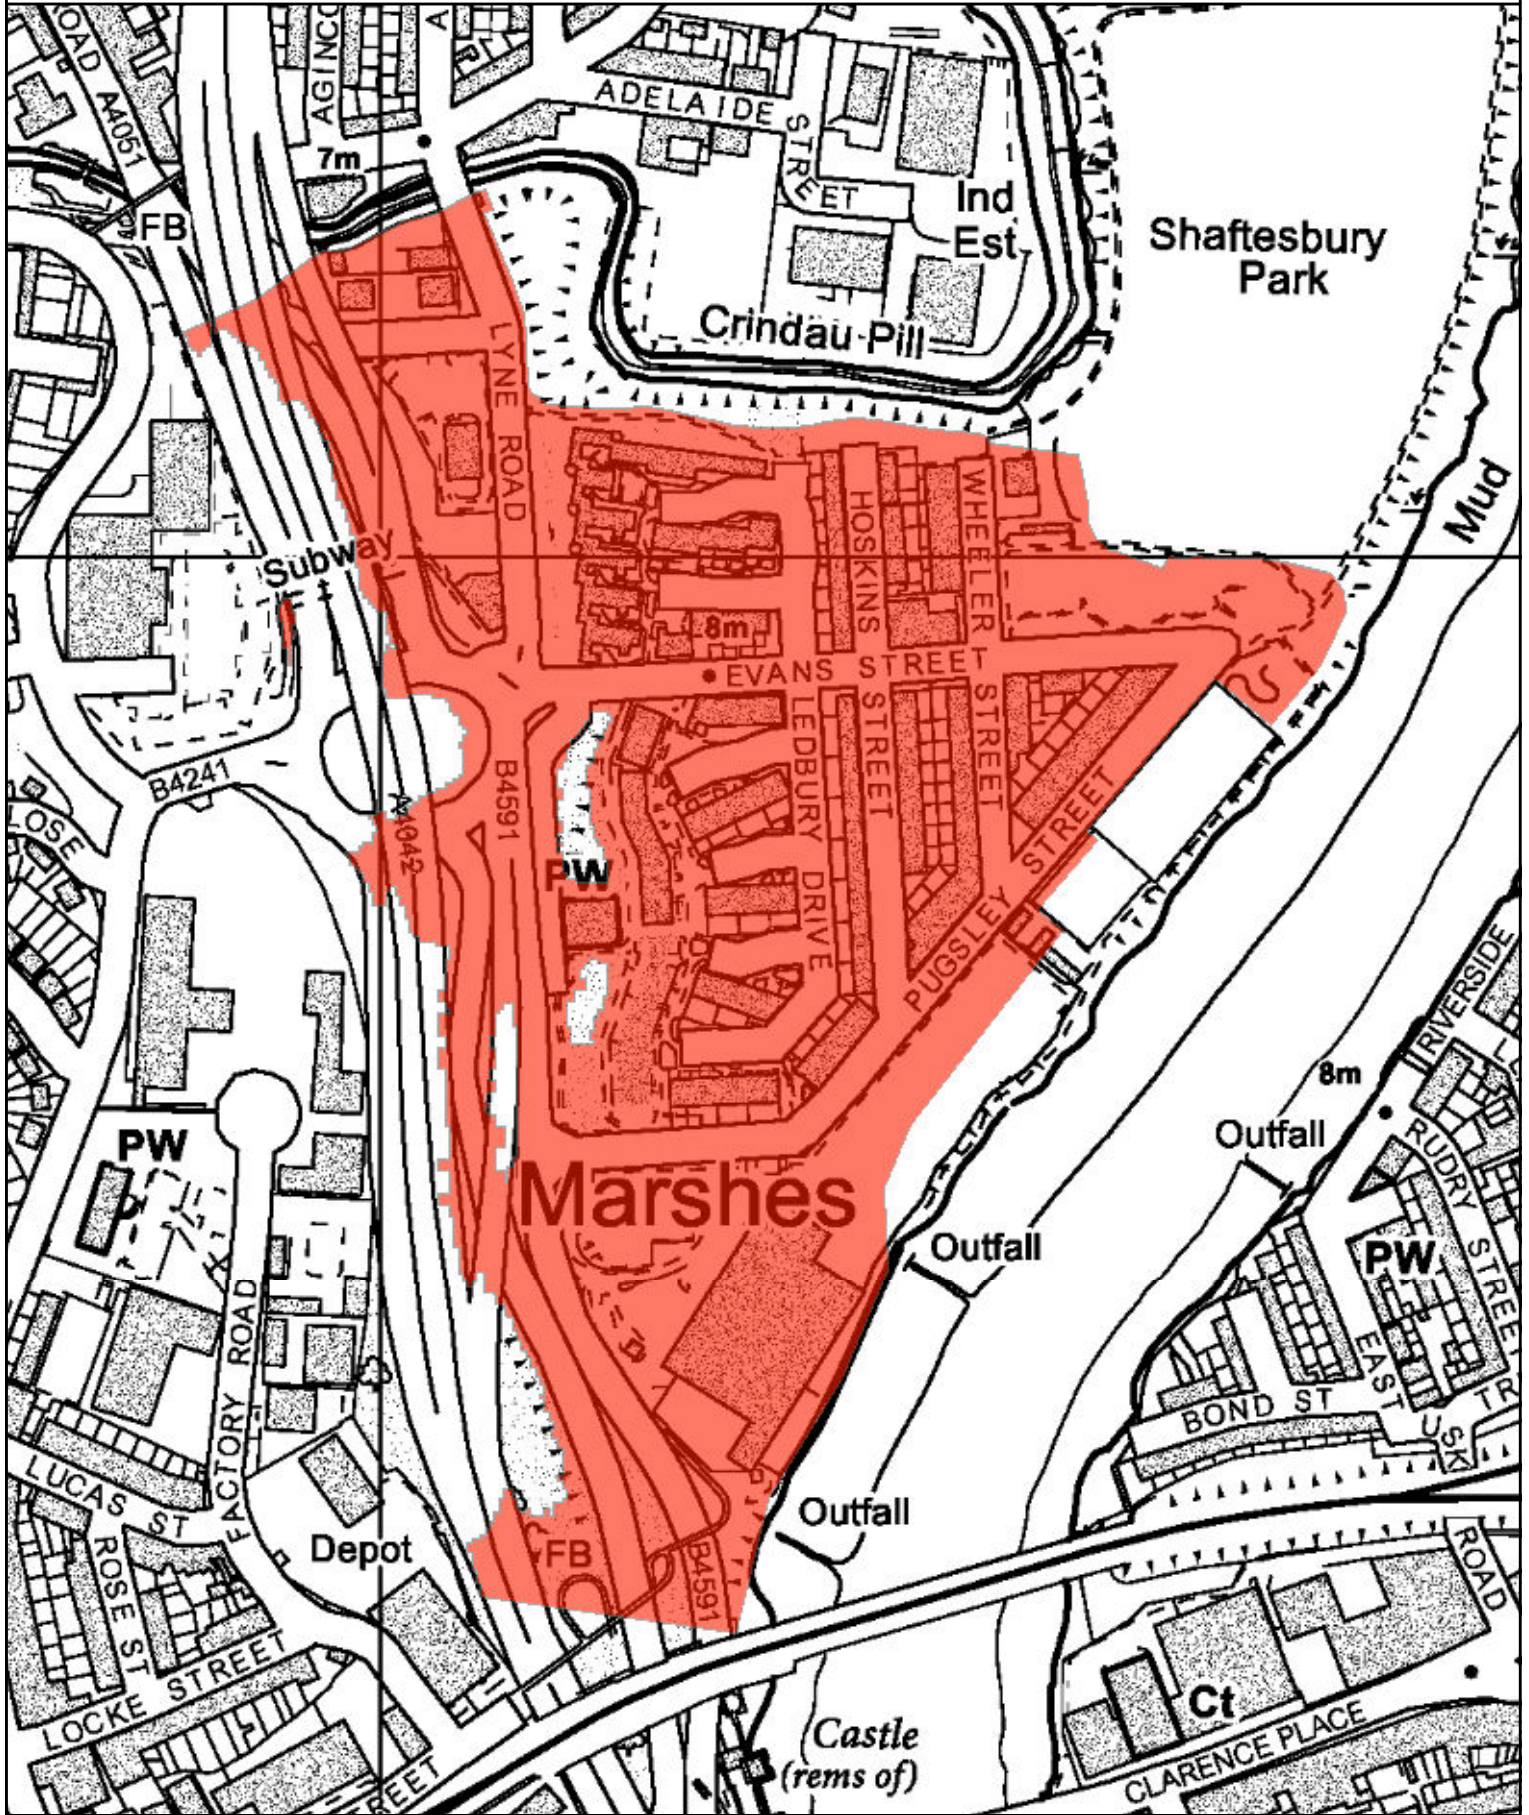 ROAD A4051
AGINCO
A
ADELAIDE
STREET
7m
FB
Ind
Est
Shaftesbury
Park
Crindau Pill
LYNE ROAD
Mud
Subway
HOSKINS STREET
WHEELER STREET
8m
EVANS STREET
B4241
LOSE
A4042
B4591
LEDBURY DRIVE
PUGSLEY STREET
PW
RIVERSIDE
8m
PW
Outfall
RUDRY STREE
Marshes
Outfall
PW
FACTORY ROAD
EAST USK
BOND ST
LUCAS ST
Outfall
Depot
FB
B4591
ROAD
ROSE ST
LOCKE STREET
Ct
Castle
(rems of)
CLARENCE PLACE
REET